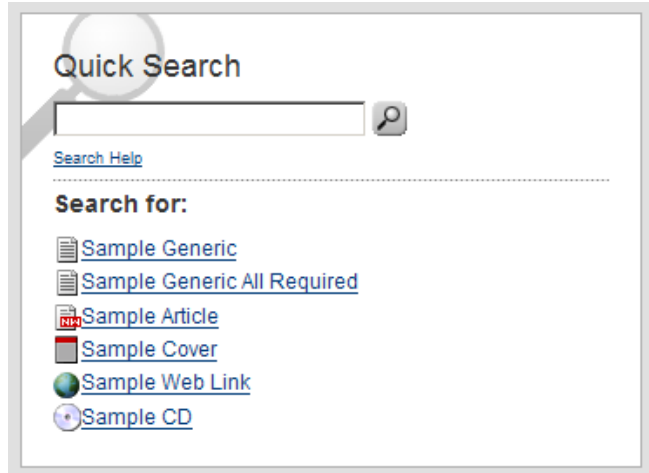 Quick Search
Search Help
Search for:
Sample Generic
Sample Generic All Required
NW
Sample Article
Sample Cover
Sample Web Link
Sample CD